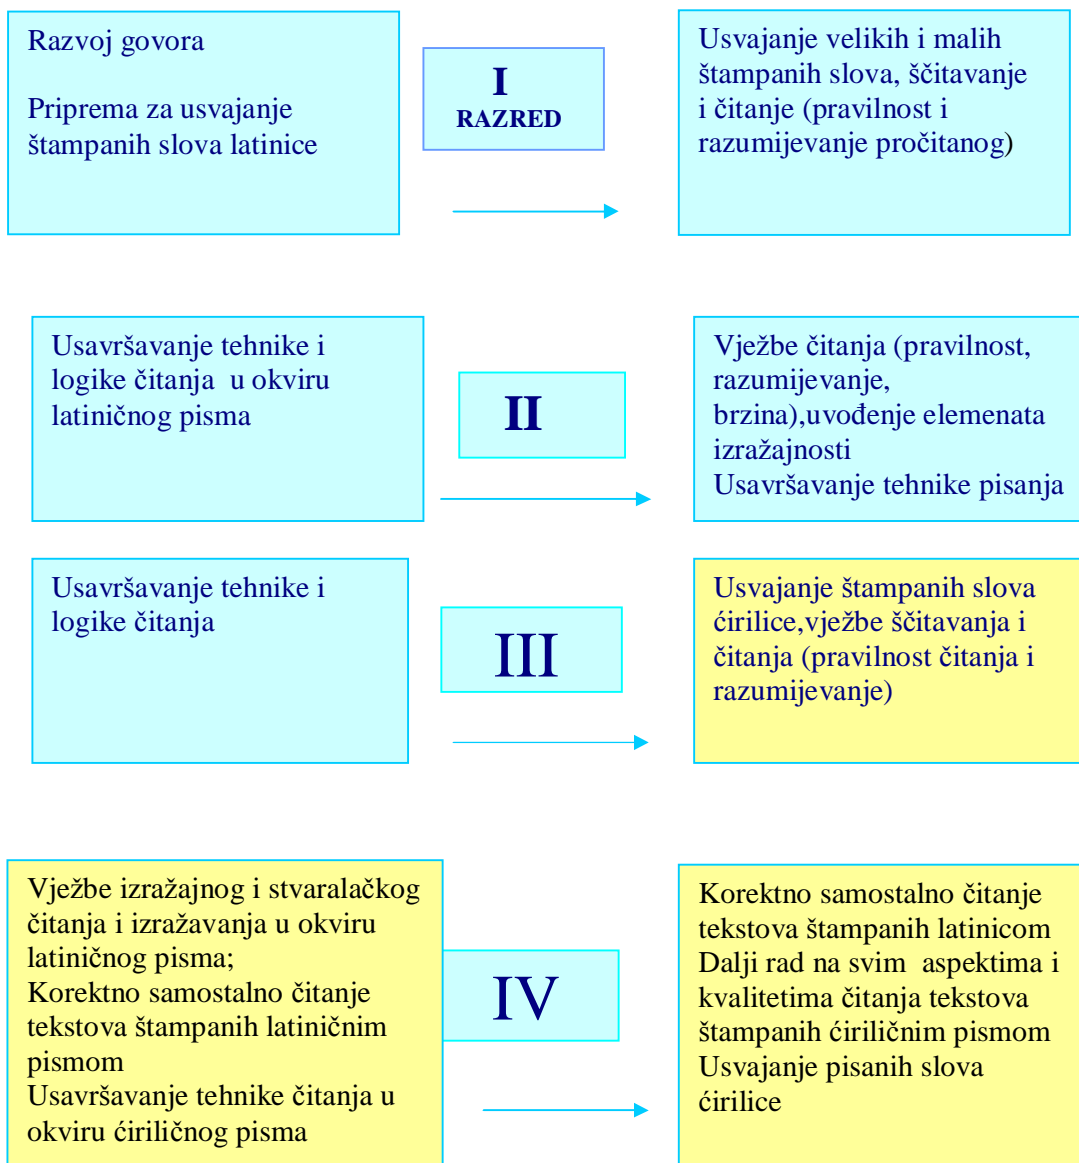 Razvoj govora
Priprema za usvajanje
štampanih slova latinice
I
RAZRED
Usvajanje velikih i malih
štampanih slova, ščitavanje
i čitanje (pravilnost i
razumijevanje pročitanog)
Usavršavanje tehnike i
logike čitanja  u okviru
latiničnog pisma
II
Vježbe čitanja (pravilnost,
razumijevanje,
brzina),uvođenje elemenata
izražajnosti
Usavršavanje tehnike pisanja
Usavršavanje tehnike i
logike čitanja
III
Usvajanje štampanih slova
ćirilice,vježbe ščitavanja i
čitanja (pravilnost čitanja i
razumijevanje)
Vježbe izražajnog i stvaralačkog
čitanja i izražavanja u okviru
latiničnog pisma;
Korektno samostalno čitanje
tekstova štampanih latiničnim
pismom
Usavršavanje tehnike čitanja u
okviru ćiriličnog pisma
IV
Korektno samostalno čitanje
tekstova štampanih latinicom
Dalji rad na svim  aspektima i
kvalitetima čitanja tekstova
štampanih ćiriličnim pismom
Usvajanje pisanih slova
ćirilice